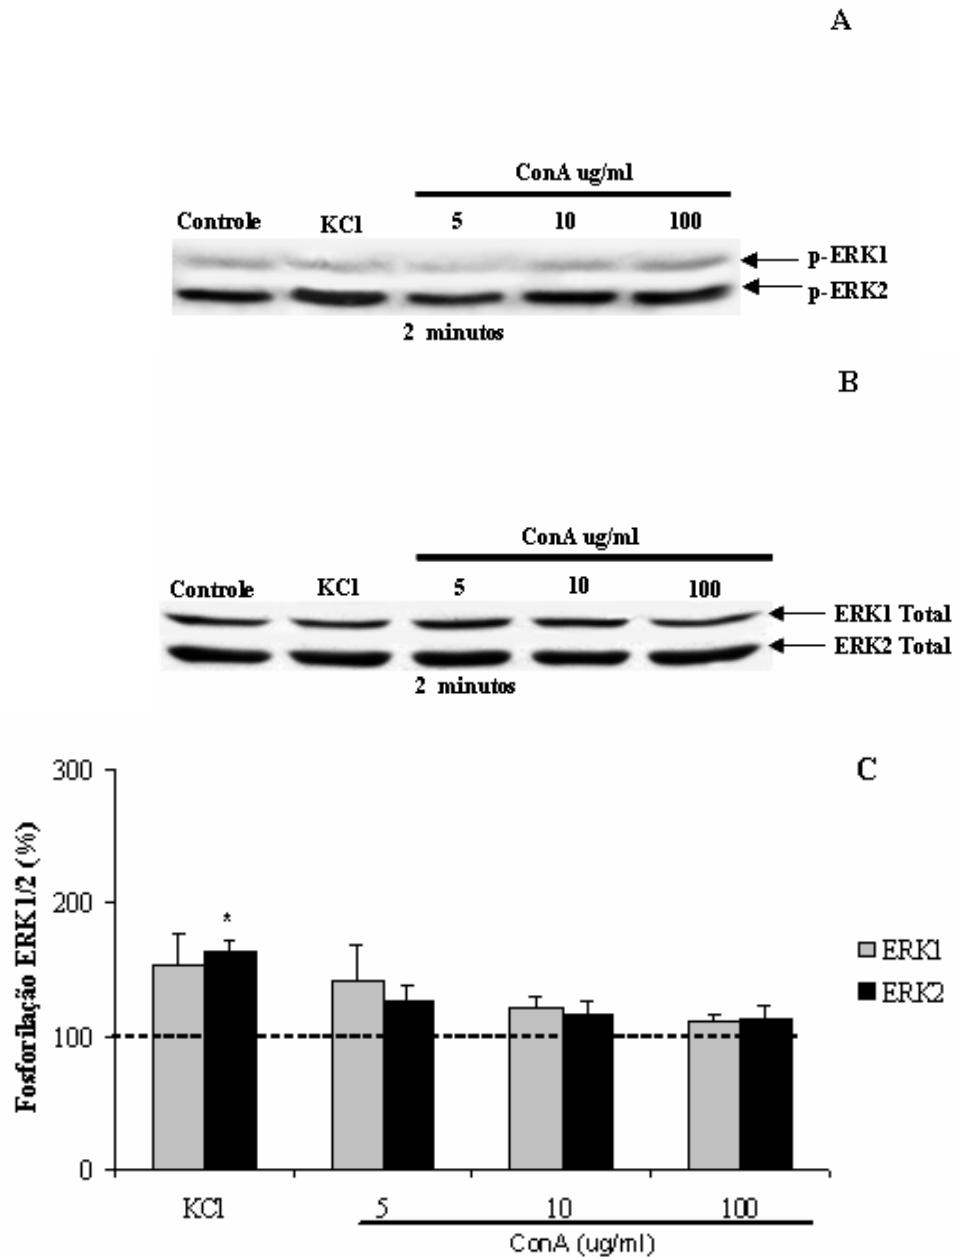 A
ConA ug/ml
Controle KCl 5 10 100
p-ERK1
p-ERK2
2 minutos
B
ConA ug/ml
Controle KCl 5 10 100
ERK1 Total
ERK2 Total
2 minutos
C
Fosforilação ERK1/2 (%)
300
200
100
0
*
ERK1
ERK2
KCl 5 10 100
ConA (ug/ml)